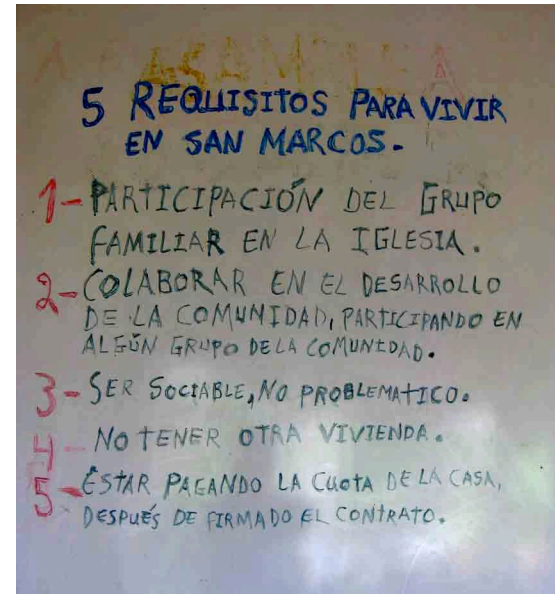 5 REQUISITOS PARA VIVIR
EN SAN MARCOS.
1- PARTICIPACIÓN DEL GRUPO
FAMILIAR EN LA IGLESIA.
2- COLABORAR EN EL DESARROLLO
DE LA COMUNIDAD, PARTICIPANDO EN
ALGÚN GRUPO DE LA COMUNIDAD.
3- SER SOCIABLE, NO PROBLEMATICO.
4- NO TENER OTRA VIVIENDA.
5- ESTAR PAGANDO LA CUOTA DE LA CASA,
DESPUÉS DE FIRMADO EL CONTRATO.